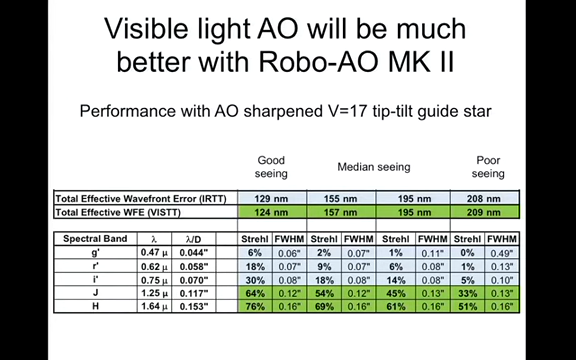 Visible light AO will be much
better with Robo-AO MK II
Performance with AO sharpened V=17 tip-tilt guide star
Good seeing Median seeing Poor seeing
Total Effective Wavefront Error (IRTT) 129 nm 155 nm 195 nm 208 nm
Total Effective WFE (VISTT) 124 nm 157 nm 195 nm 209 nm
Spectral Band λ λ/D Strehl FWHM Strehl FWHM Strehl FWHM Strehl FWHM
g' 0.47 μ 0.044" 6% 0.06" 2% 0.07" 1% 0.11" 0% 0.49"
r' 0.62 μ 0.058" 18% 0.07" 9% 0.07" 6% 0.08" 1% 0.13"
i' 0.75 μ 0.070" 30% 0.08" 18% 0.08" 14% 0.08" 5% 0.10"
J 1.25 μ 0.117" 64% 0.12" 54% 0.12" 45% 0.13" 33% 0.13"
H 1.64 μ 0.153" 76% 0.16" 69% 0.16" 61% 0.16" 51% 0.16"